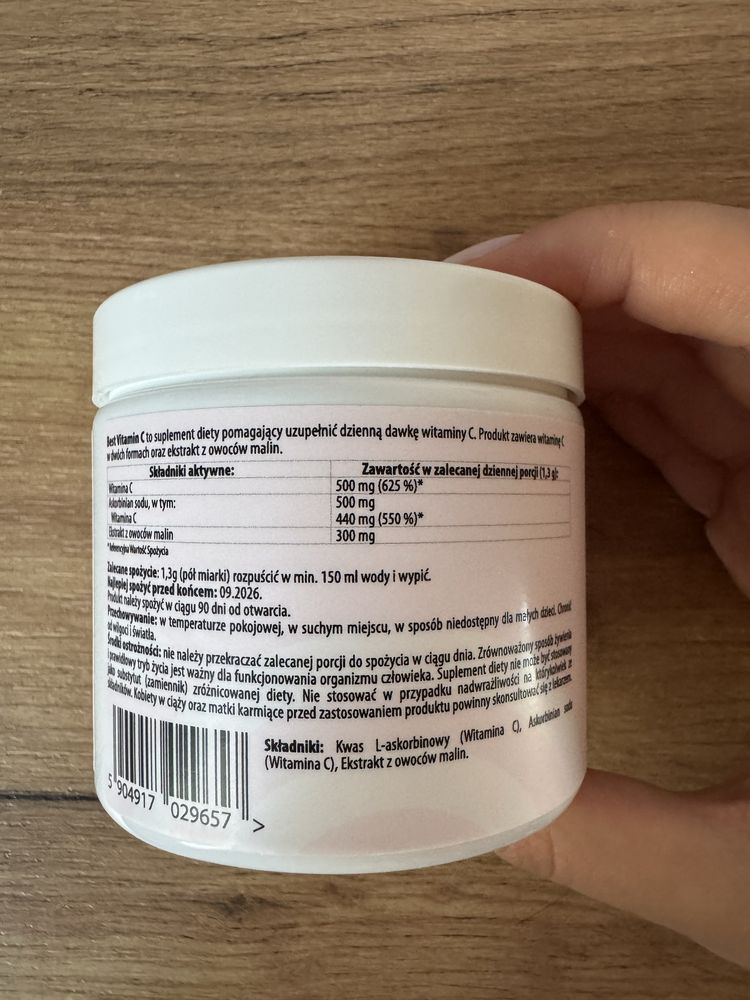 Best Vitamin C to suplement diety pomagający uzupełnić dzienną dawkę witaminy C. Produkt zawiera witaminę C
w dwóch formach oraz ekstrakt z owoców malin.
Składniki aktywne: Zawartość w zalecanej dziennej porcji (1,3 g):
Witamina C 500 mg (625 %)*
Askorbinian sodu, w tym: 500 mg
Witamina C 440 mg (550 %)*
Ekstrakt z owoców malin 300 mg
*Referencyjna Wartość Spożycia
Zalecane spożycie: 1,3g (pół miarki) rozpuścić w min. 150 ml wody i wypić.
Najlepiej spożyć przed końcem: 09.2026.
Produkt należy spożyć w ciągu 90 dni od otwarcia.
Przechowywanie: w temperaturze pokojowej, w suchym miejscu, w sposób niedostępny dla małych dzieci. Chronić
od wilgoci i światła.
Środki ostrożności: nie należy przekraczać zalecanej porcji do spożycia w ciągu dnia. Zrównoważony sposób żywienia
i prawidłowy tryb życia jest ważny dla funkcjonowania organizmu człowieka. Suplement diety nie może być stosowany
jako substytut (zamiennik) zróżnicowanej diety. Nie stosować w przypadku nadwrażliwości na którykolwiek ze
składników. Kobiety w ciąży oraz matki karmiące przed zastosowaniem produktu powinny skonsultować się z lekarzem.
Składniki: Kwas L-askorbinowy (Witamina C), Askorbinian sodu
(Witamina C), Ekstrakt z owoców malin.
5 904917 029657 >